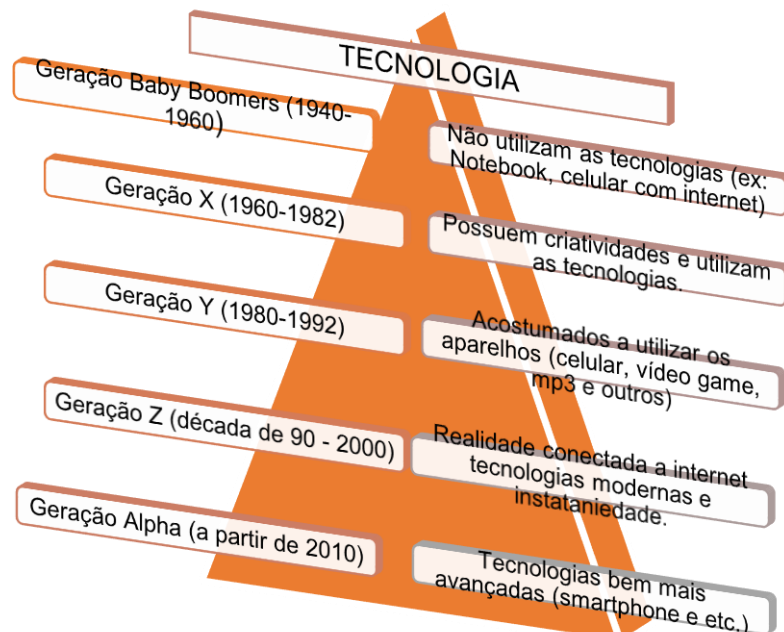 TECNOLOGIA
Geração Baby Boomers (1940-
1960)
Não utilizam as tecnologias (ex:
Notebook, celular com internet)
Geração X (1960-1982)
Possuem criatividades e utilizam
as tecnologias.
Geração Y (1980-1992)
Acostumados a utilizar os
aparelhos (celular, vídeo game,
mp3 e outros)
Geração Z (década de 90 - 2000)
Realidade conectada a internet
tecnologias modernas e
instataniedade.
Geração Alpha (a partir de 2010)
Tecnologias bem mais
avançadas (smartphone e etc.)